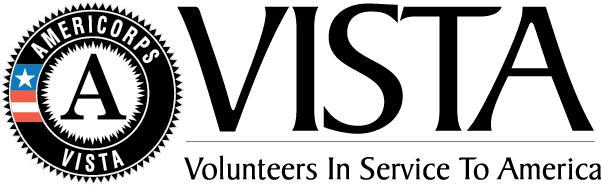 AMERICORPS
A
VISTA
VISTA
Volunteers In Service To America